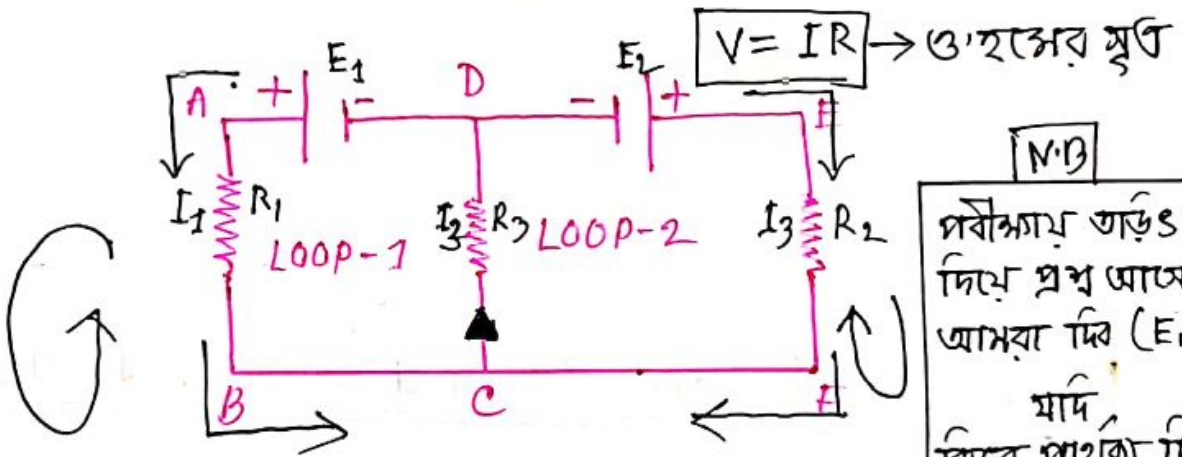 V = IR → ও'হমের সূত্র
E1 D E2
A + - - + E
I1 R1 I3 R3 I3 R2
LOOP-1 LOOP-2
B C F
N.B
পরীক্ষায় তড়িৎ
দিয়ে প্রশ্ন আসে
আমরা দিব (E
যদি